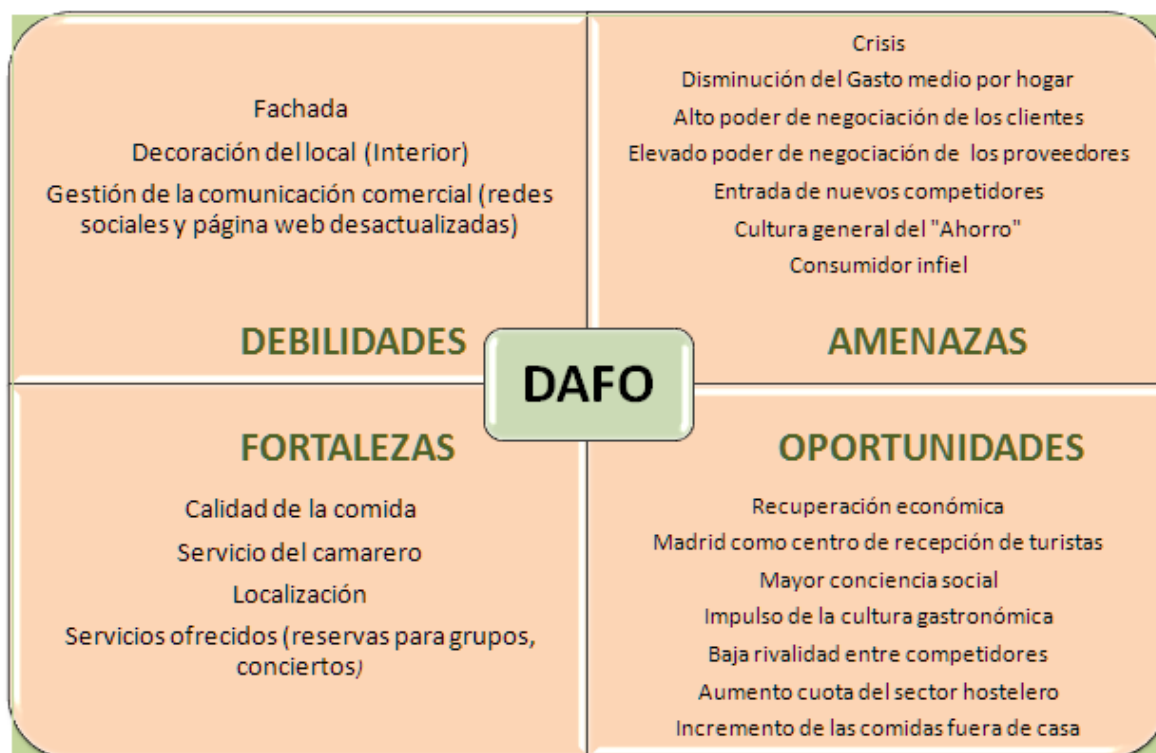 Fachada
Decoración del local (Interior)
Gestión de la comunicación comercial (redes
sociales y página web desactualizadas)
DEBILIDADES
Crisis
Disminución del Gasto medio por hogar
Alto poder de negociación de los clientes
Elevado poder de negociación de los proveedores
Entrada de nuevos competidores
Cultura general del "Ahorro"
Consumidor infiel
AMENAZAS
DAFO
FORTALEZAS
Calidad de la comida
Servicio del camarero
Localización
Servicios ofrecidos (reservas para grupos,
conciertos)
OPORTUNIDADES
Recuperación económica
Madrid como centro de recepción de turistas
Mayor conciencia social
Impulso de la cultura gastronómica
Baja rivalidad entre competidores
Aumento cuota del sector hostelero
Incremento de las comidas fuera de casa